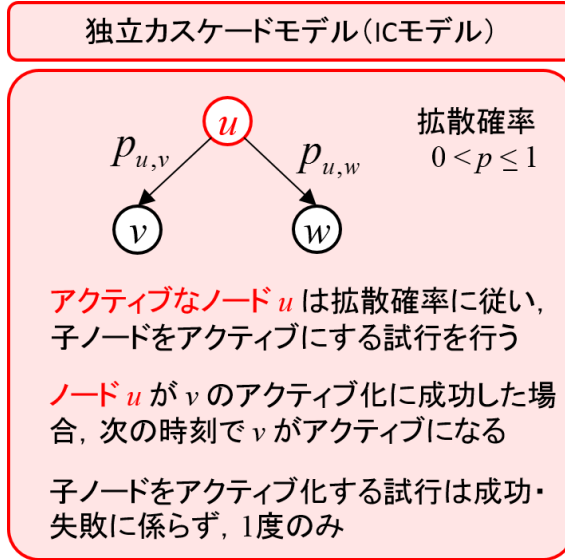 独立カスケードモデル（ICモデル）
u
拡散確率
p_{u,v}
p_{u,w}
0 < p ≤ 1
v
w
アクティブなノード u は拡散確率に従い，
子ノードをアクティブにする試行を行う
ノード u が v のアクティブ化に成功した場
合，次の時刻で v がアクティブになる
子ノードをアクティブ化する試行は成功・
失敗に係らず，1度のみ